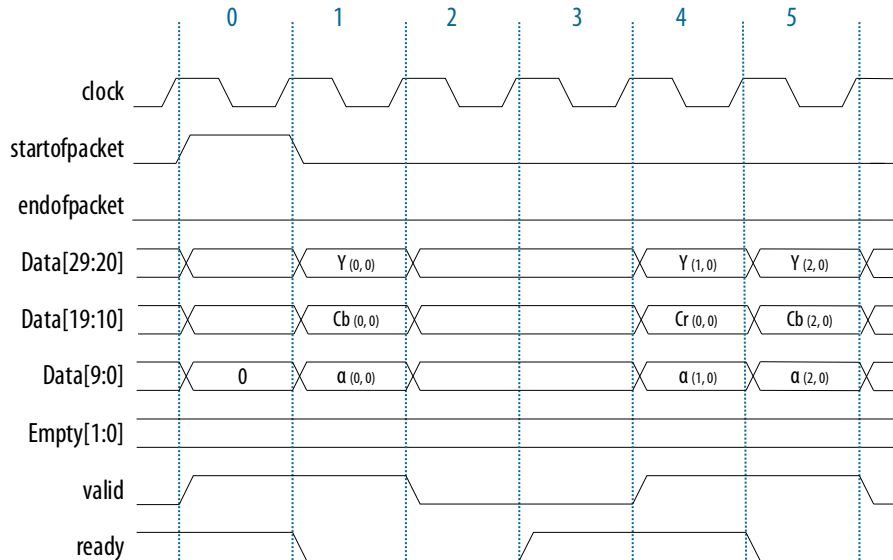 0 1 2 3 4 5
clock
startofpacket
endofpacket
Data[29:20] Y (0, 0) Y (1, 0) Y (2, 0)
Data[19:10] Cb (0, 0) Cr (0, 0) Cb (2, 0)
Data[9:0] 0 α (0, 0) α (1, 0) α (2, 0)
Empty[1:0]
valid
ready